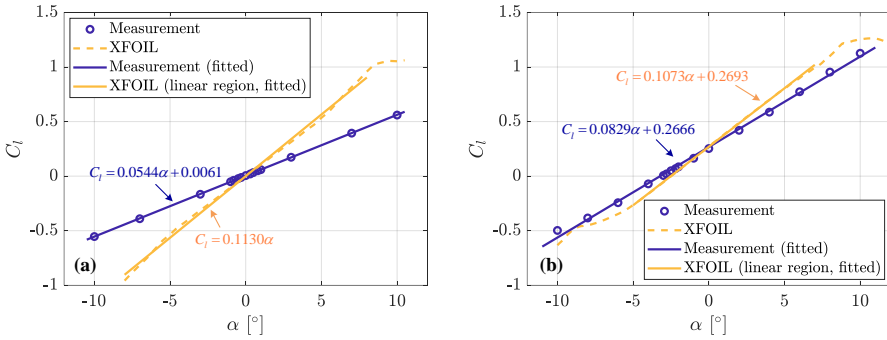 1.5
1
0.5
0
-0.5
-1
C_l
-10
-5
0
5
10
α [°]
Measurement
XFOIL
Measurement (fitted)
XFOIL (linear region, fitted)
C_l=0.0544α+0.0061
C_l=0.1130α
(a)
1.5
1
0.5
0
-0.5
-1
C_l
-10
-5
0
5
10
α [°]
C_l=0.1073α+0.2693
C_l=0.0829α+0.2666
Measurement
XFOIL
Measurement (fitted)
XFOIL (linear region, fitted)
(b)